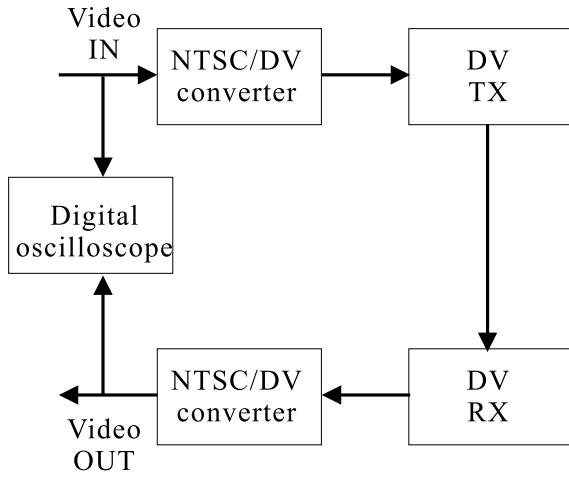 Video
IN
NTSC/DV
converter
DV
TX
Digital
oscilloscope
NTSC/DV
converter
DV
RX
Video
OUT